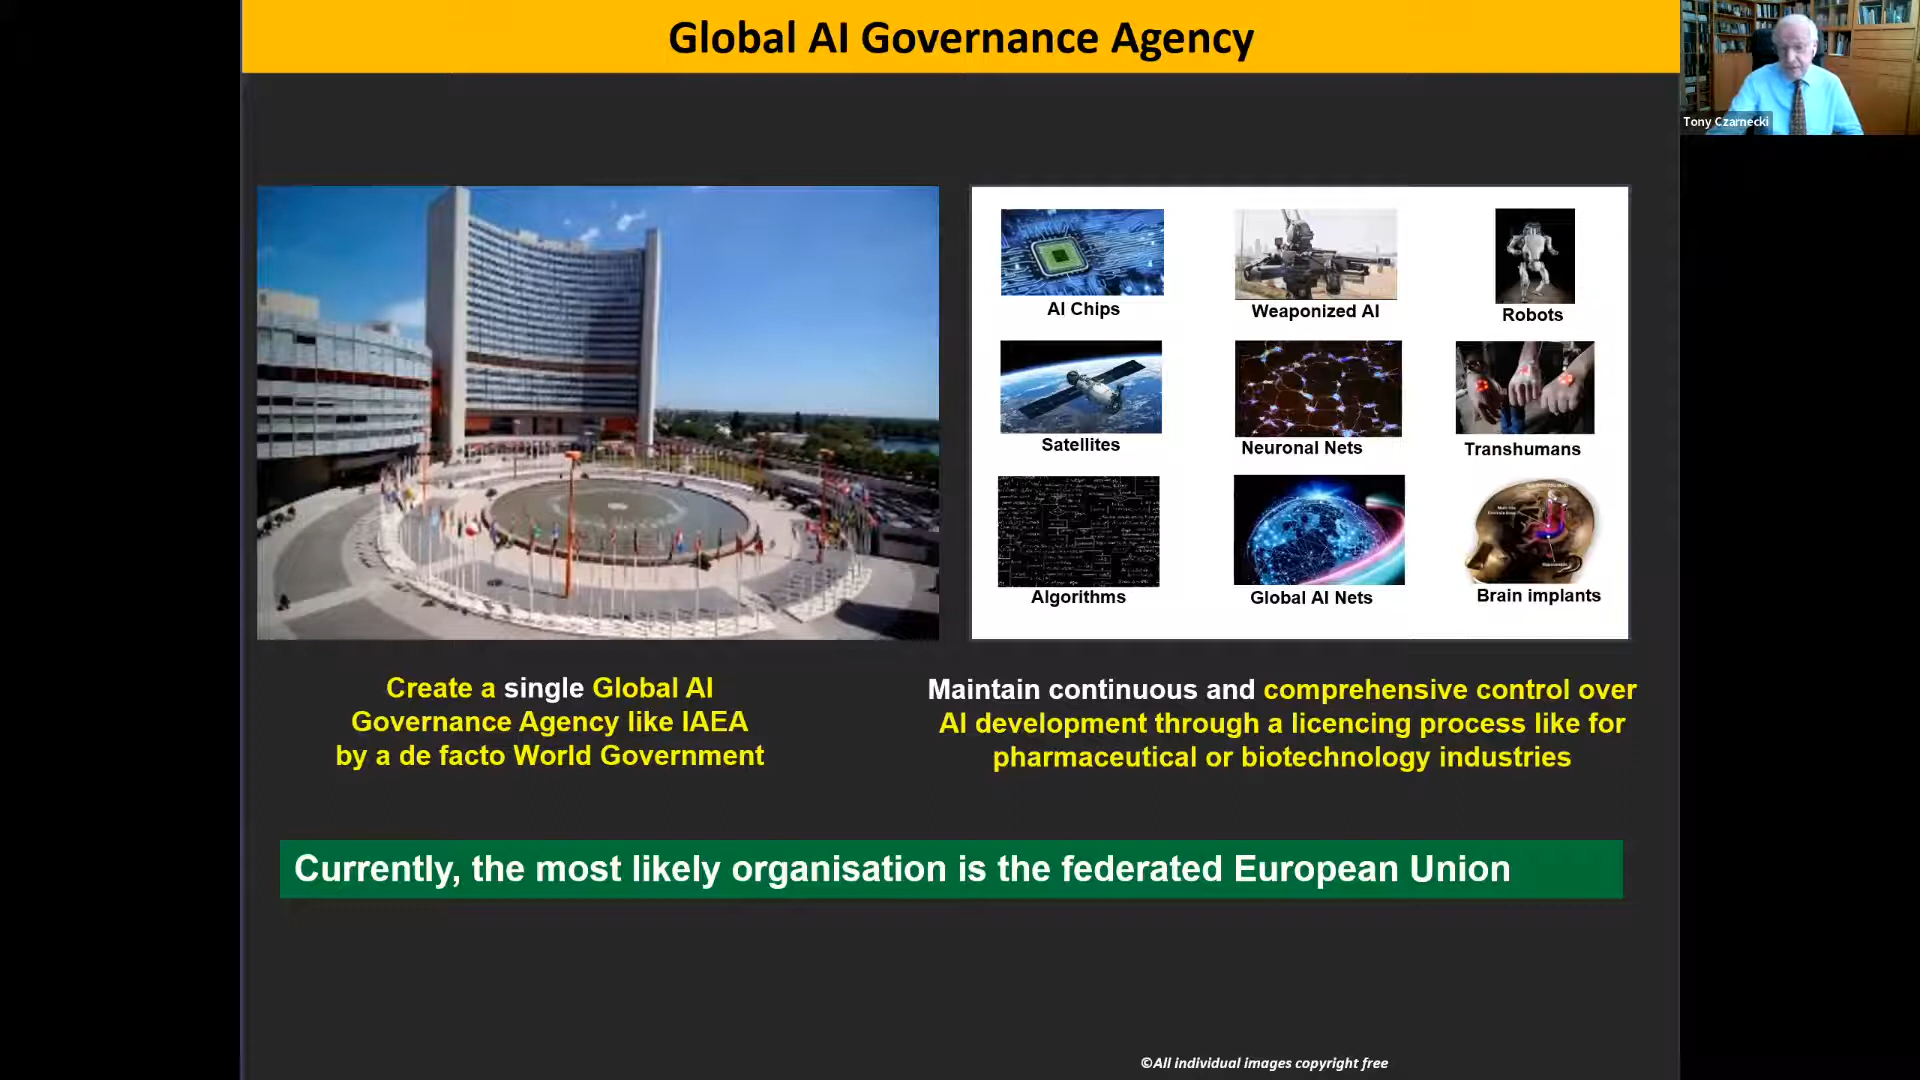 Global AI Governance Agency
Tony Czarnecki
AI Chips
Weaponized AI
Robots
Satellites
Neuronal Nets
Transhumans
Algorithms
Global AI Nets
Brain implants
Create a single Global AI
Governance Agency like IAEA
by a de facto World Government
Maintain continuous and comprehensive control over
AI development through a licencing process like for
pharmaceutical or biotechnology industries
Currently, the most likely organisation is the federated European Union
©All individual images copyright free